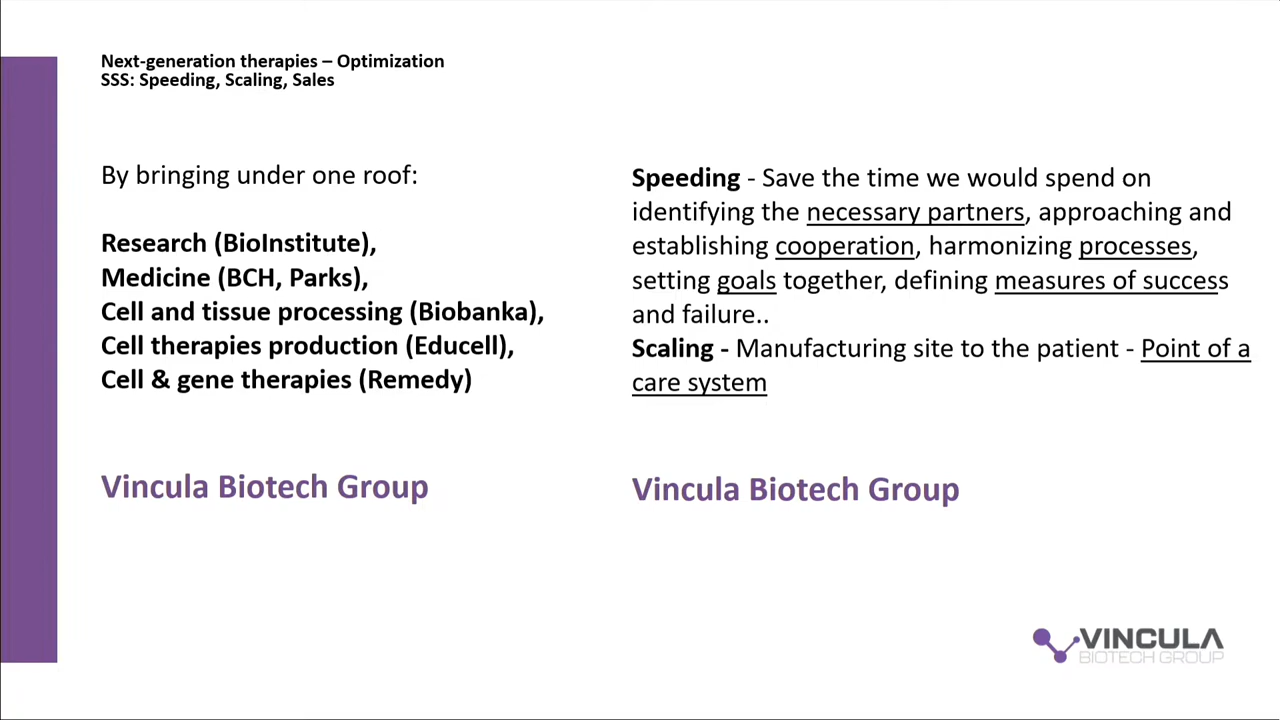 Next-generation therapies – Optimization
SSS: Speeding, Scaling, Sales
By bringing under one roof:
Research (BioInstitute),
Medicine (BCH, Parks),
Cell and tissue processing (Biobanka),
Cell therapies production (Educell),
Cell & gene therapies (Remedy)
Vincula Biotech Group
Speeding - Save the time we would spend on
identifying the necessary partners, approaching and
establishing cooperation, harmonizing processes,
setting goals together, defining measures of success
and failure..
Scaling - Manufacturing site to the patient - Point of a
care system
Vincula Biotech Group
VINCULA
BIOTECH GROUP